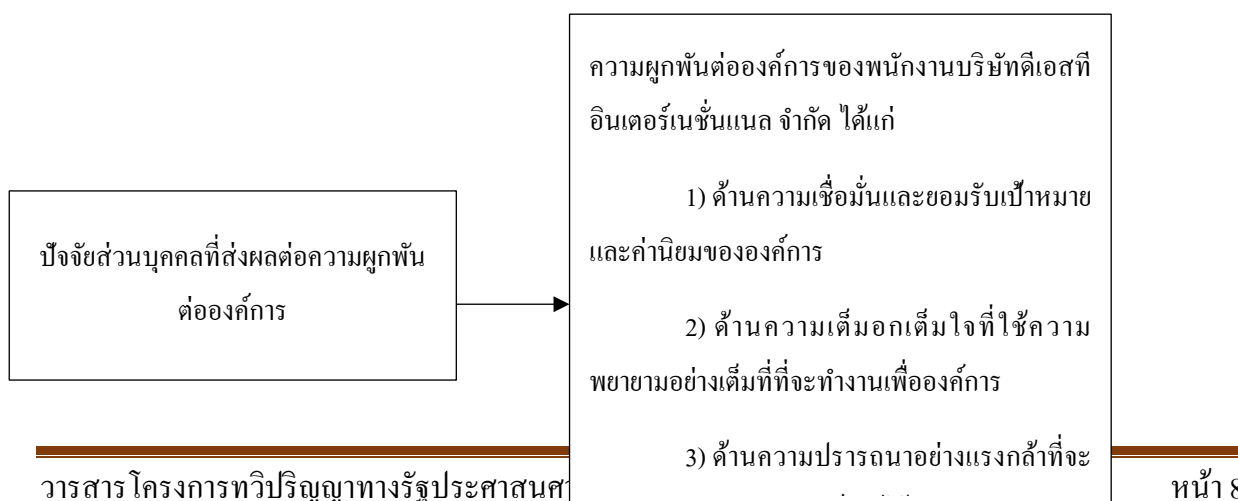 ความผูกพันต่อองค์การของพนักงานบริษัทดีเอสที
อินเตอร์เนชั่นแนล จำกัด ได้แก่
1) ด้านความเชื่อมั่นและยอมรับเป้าหมาย
และค่านิยมขององค์การ
2) ด้านความเต็มอกเต็มใจที่ใช้ความ
พยายามอย่างเต็มที่ที่จะทำงานเพื่อองค์การ
3) ด้านความปรารถนาอย่างแรงกล้าที่จะ
ปัจจัยส่วนบุคคลที่ส่งผลต่อความผูกพัน
ต่อองค์การ
วารสารโครงการทวิปริญญาทางรัฐประศาสนศา
หน้า 8